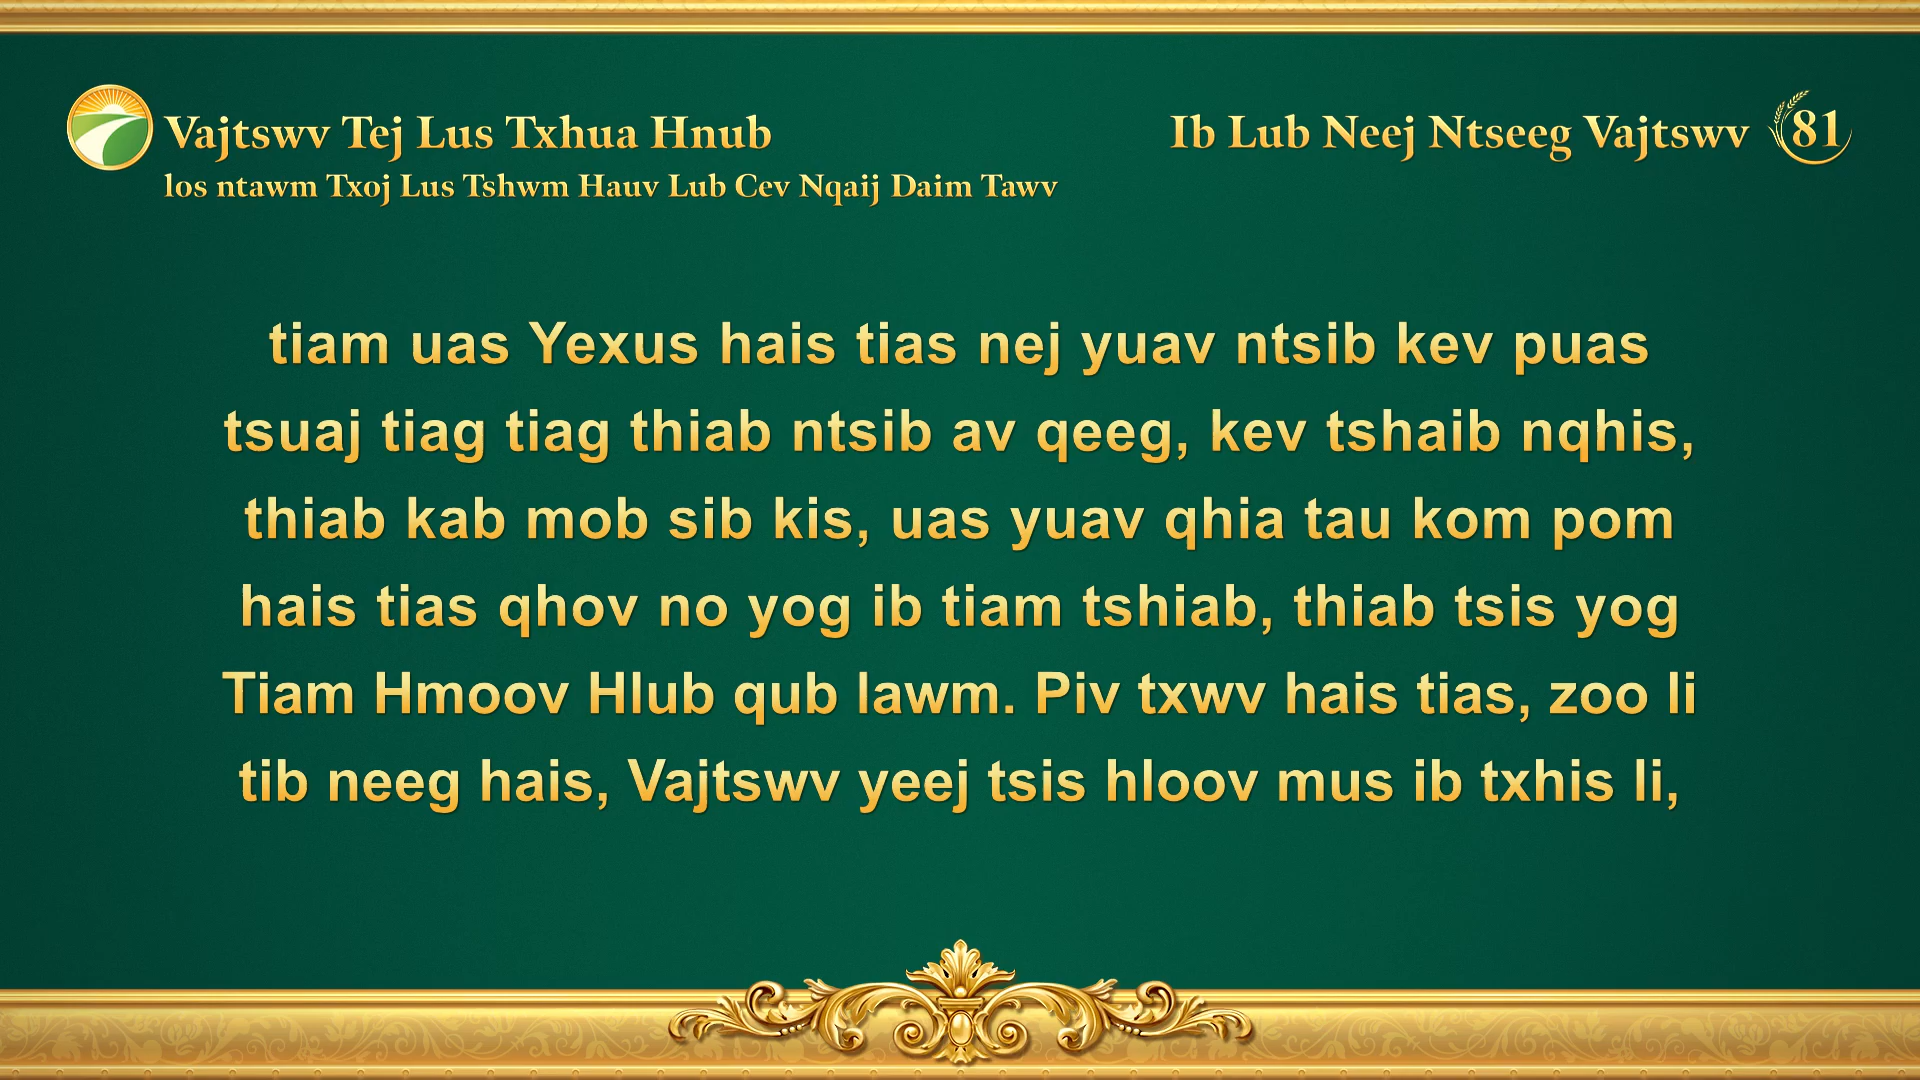 Vajtswv Tej Lus Txhua Hnub
los ntawm Txoj Lus Tshwm Hauv Lub Cev Nqaij Daim Tawv
Ib Lub Neej Ntseeg Vajtswv 81
tiam uas Yexus hais tias nej yuav ntsib kev puas
tsuaj tiag tiag thiab ntsib av qeeg, kev tshaib nqhis,
thiab kab mob sib kis, uas yuav qhia tau kom pom
hais tias qhov no yog ib tiam tshiab, thiab tsis yog
Tiam Hmoov Hlub qub lawm. Piv txwv hais tias, zoo li
tib neeg hais, Vajtswv yeej tsis hloov mus ib txhis li,